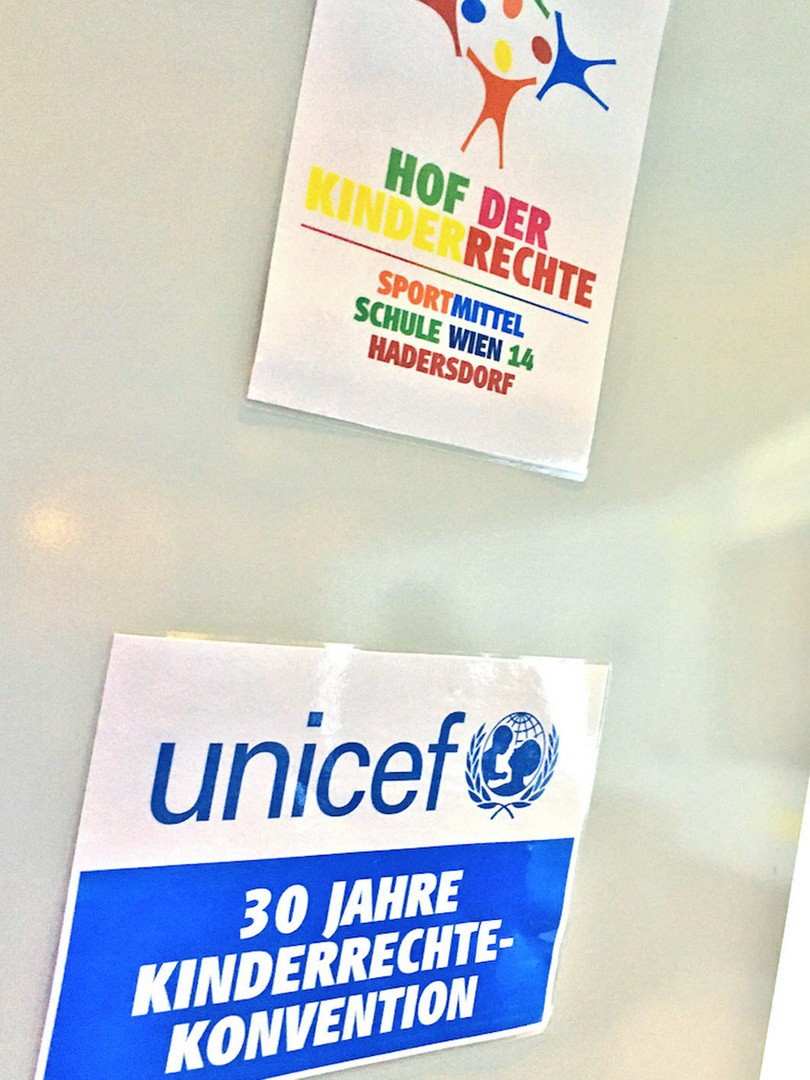 HOF DER
KINDERRECHTE
SPORTMITTEL
SCHULE WIEN 14
HADERSDORF
unicef
30 JAHRE
KINDERRECHTE-
KONVENTION